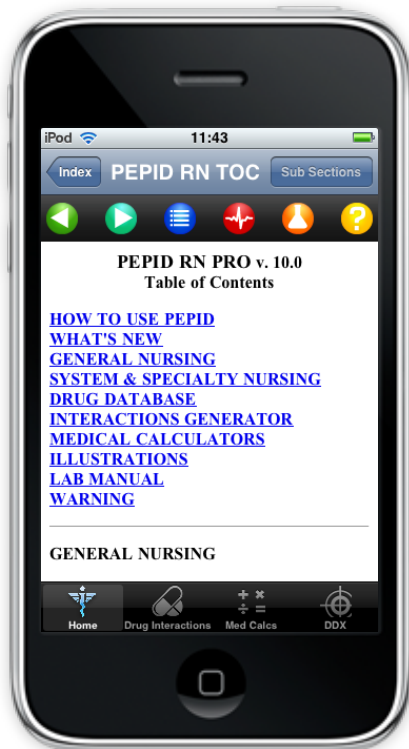 iPod 11:43
Index PEPID RN TOC Sub Sections
?
PEPID RN PRO v. 10.0
Table of Contents
HOW TO USE PEPID
WHAT'S NEW
GENERAL NURSING
SYSTEM & SPECIALTY NURSING
DRUG DATABASE
INTERACTIONS GENERATOR
MEDICAL CALCULATORS
ILLUSTRATIONS
LAB MANUAL
WARNING
GENERAL NURSING
Home Drug Interactions Med Calcs DDX